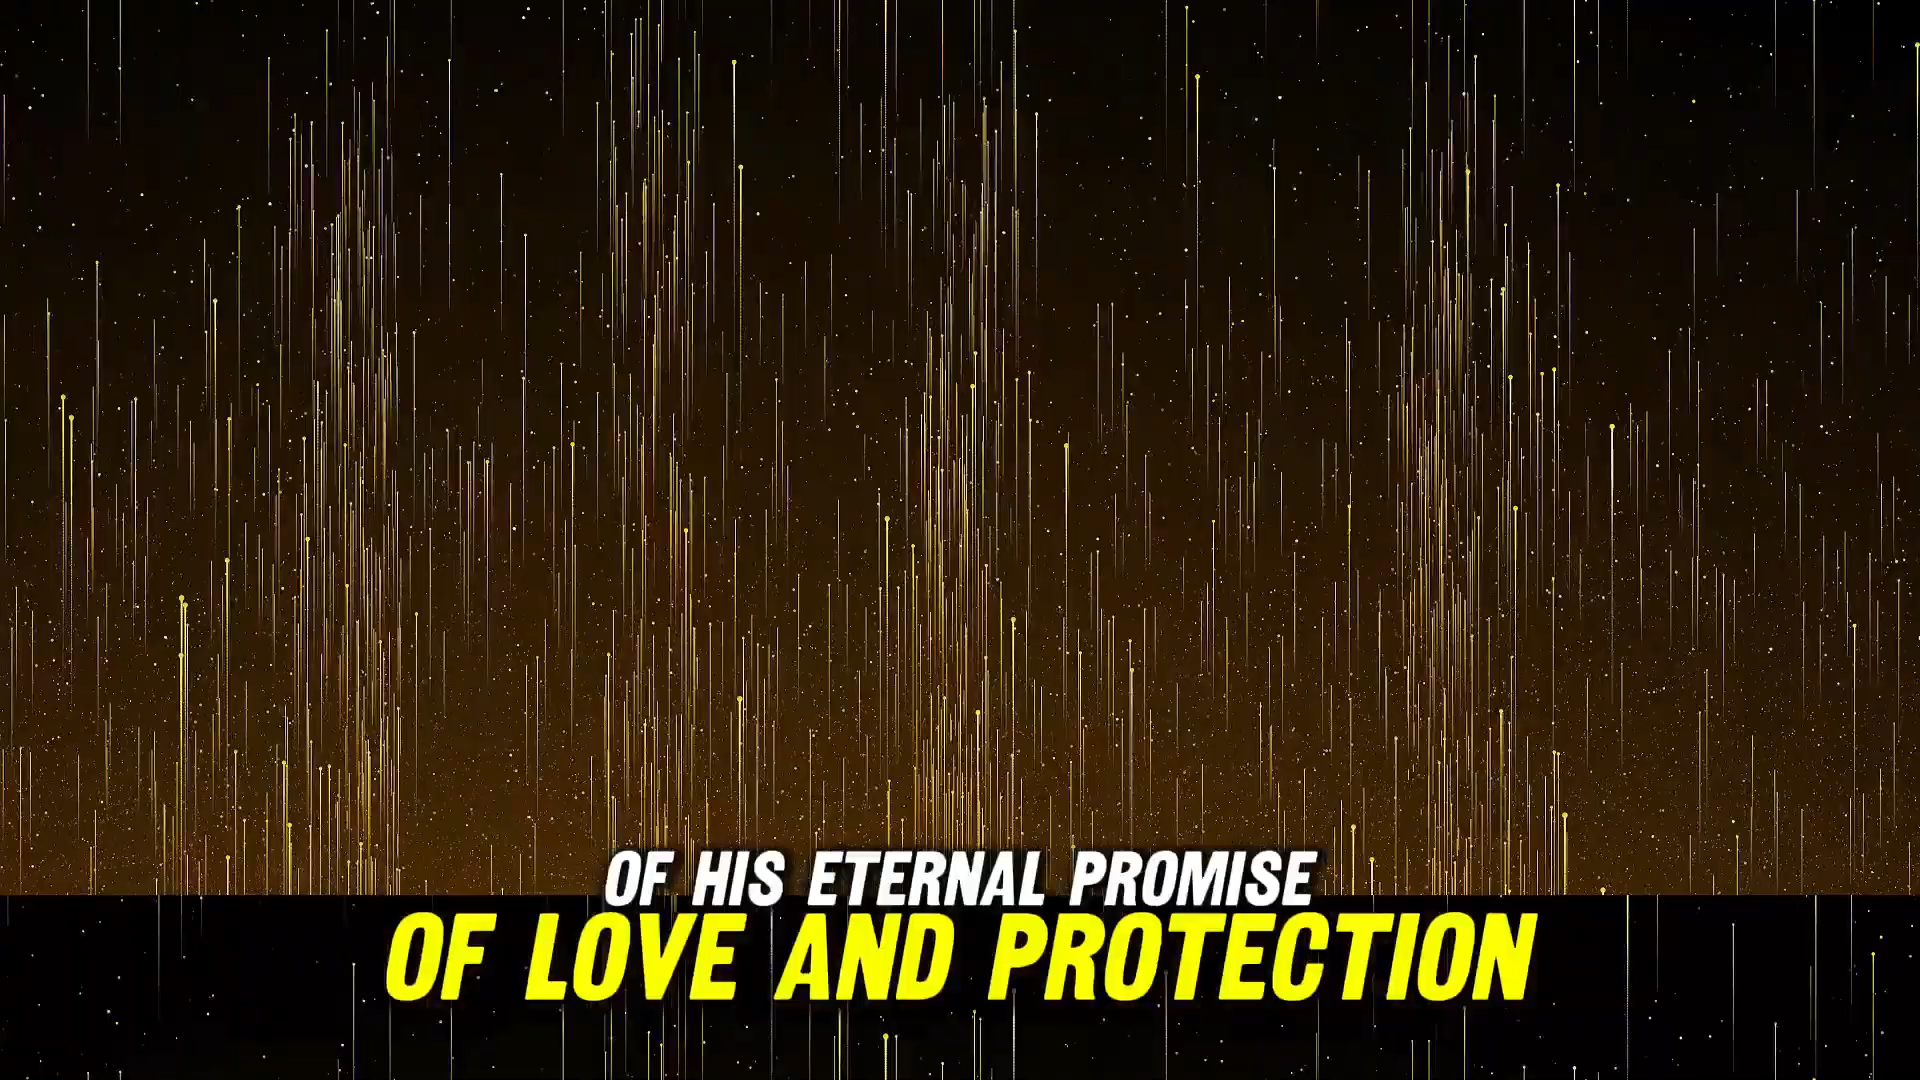 OF HIS ETERNAL PROMISE
OF LOVE AND PROTECTION